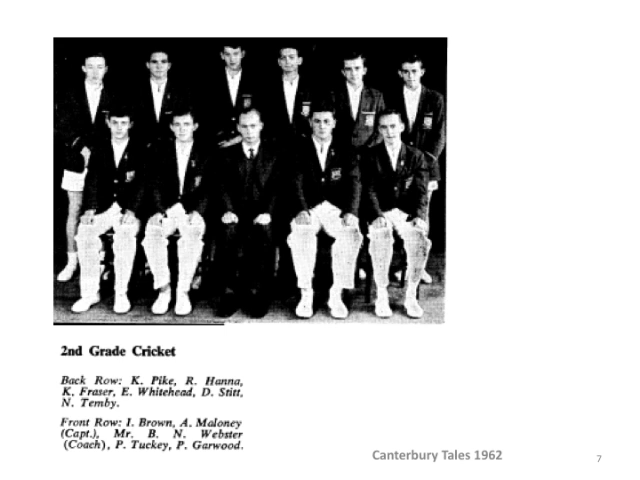 2nd Grade Cricket
Back Row: K. Pike, R. Hanna,
K. Fraser, E. Whitehead, D. Stitt,
N. Temby.
Front Row: I. Brown, A. Maloney
(Capt.), Mr. B. N. Webster
(Coach), P. Tuckey, P. Garwood.
Canterbury Tales 1962
7